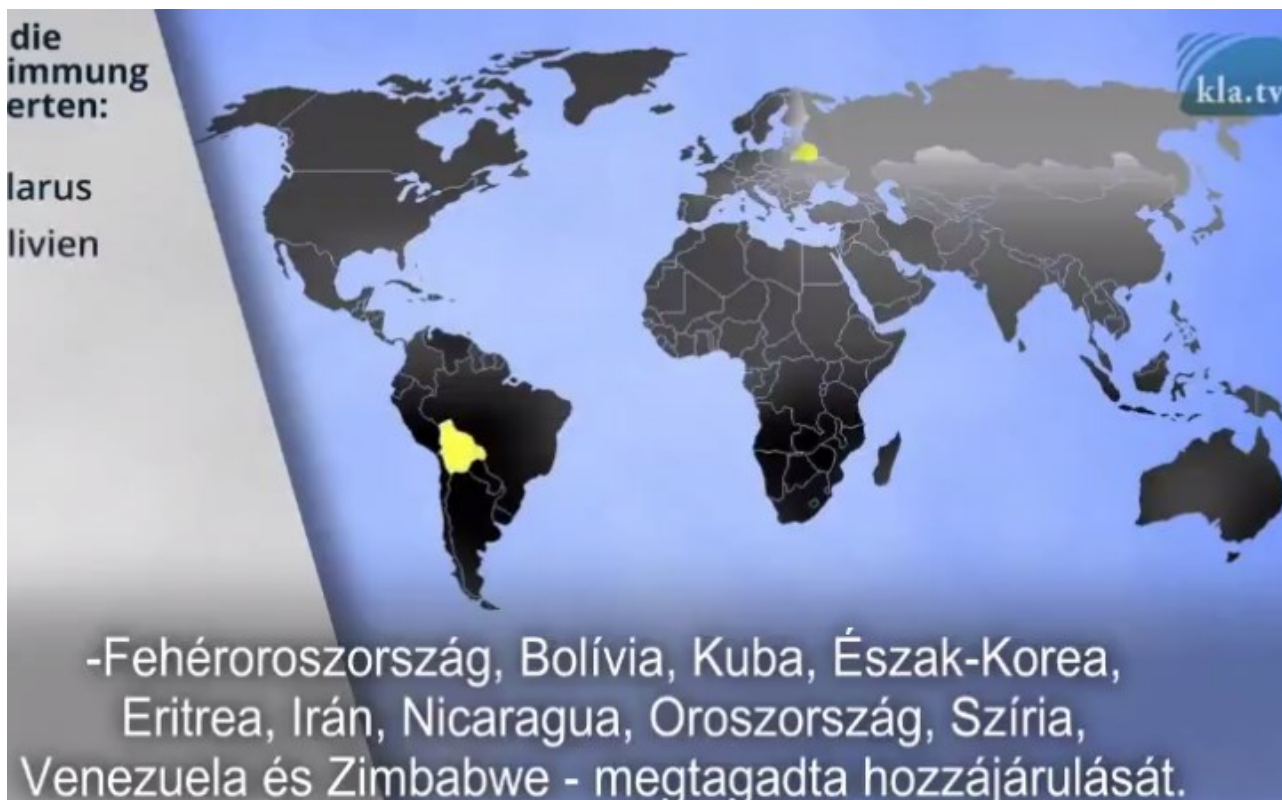 die
immung
erten:
larus
livien
kla.tv
-Fehéroroszország, Bolívia, Kuba, Észak-Korea,
Eritrea, Irán, Nicaragua, Oroszország, Szíria,
Venezuela és Zimbabwe - megtagadta hozzájárulását.